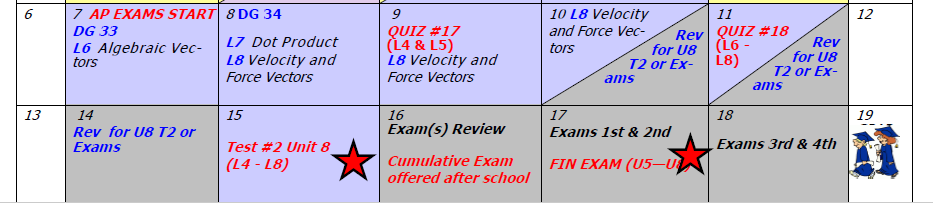 6
7 AP EXAMS START
DG 33
L6 Algebraic Vec-
tors
8 DG 34
L7 Dot Product
L8 Velocity and
Force Vectors
9
QUIZ #17
(L4 & L5)
L8 Velocity and
Force Vectors
10 L8 Velocity
and Force Vec-
tors
Rev
for U8
T2 or Ex-
ams
11
QUIZ #18
(L6 -
L8)
Rev
for U8
T2 or Ex-
ams
12
13
14
Rev for U8 T2 or
Exams
15
Test #2 Unit 8
(L4 - L8)
16
Exam(s) Review
Cumulative Exam
offered after school
17
Exams 1st & 2nd
FIN EXAM (U5—
18
Exams 3rd & 4th
19